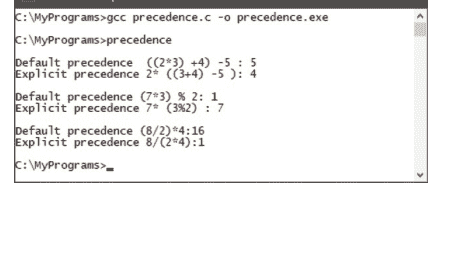 C:\MyPrograms>gcc precedence.c -o precedence.exe
C:\MyPrograms>precedence
Default precedence  ((2*3) +4) -5 : 5
Explicit precedence 2* ((3+4) -5 ): 4
Default precedence (7*3) % 2: 1
Explicit precedence 7* (3%2) : 7
Default precedence (8/2)*4:16
Explicit precedence 8/(2*4):1
C:\MyPrograms>_